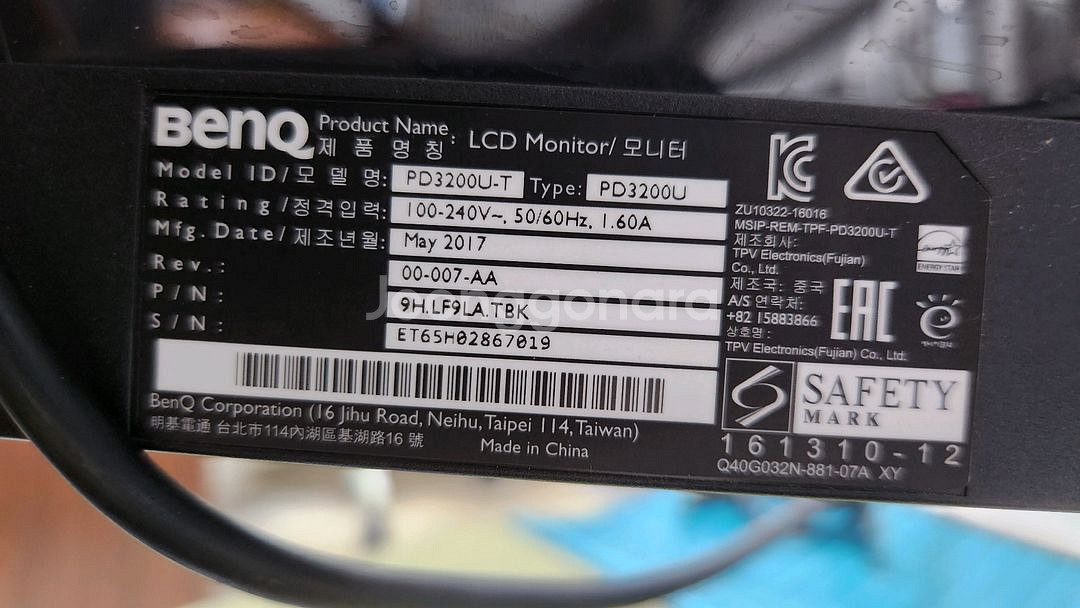 BenQ Product Name : LCD Monitor/ 모니터
제 품 명 칭
Model ID/모 델 명: PD3200U-T Type: PD3200U
Rating/정격입력: 100-240V~, 50/60Hz, 1.60A
Mfg. Date/제조년월: May 2017
Rev.: 00-007-AA
P/N: 9H.LF9LA.TBK
S/N: ET65H02867019
BenQ Corporation (16 Jihu Road, Neihu, Taipei 114, Taiwan)
明基電通 台北市114內湖區基湖路16 號
Made in China
ZU10322-16016
MSIP-REM-TPF-PD3200U-T
제조회사:
TPV Electronics(Fujian)
Co., Ltd.
제조국: 중국
A/S 연락처:
+82 15883866
상호명:
TPV Electronics(Fujian) Co., Ltd.
ENERGY STAR
EAC
SAFETY
MARK
161310-12
Q40G032N-881-07A XY
Joonggonara